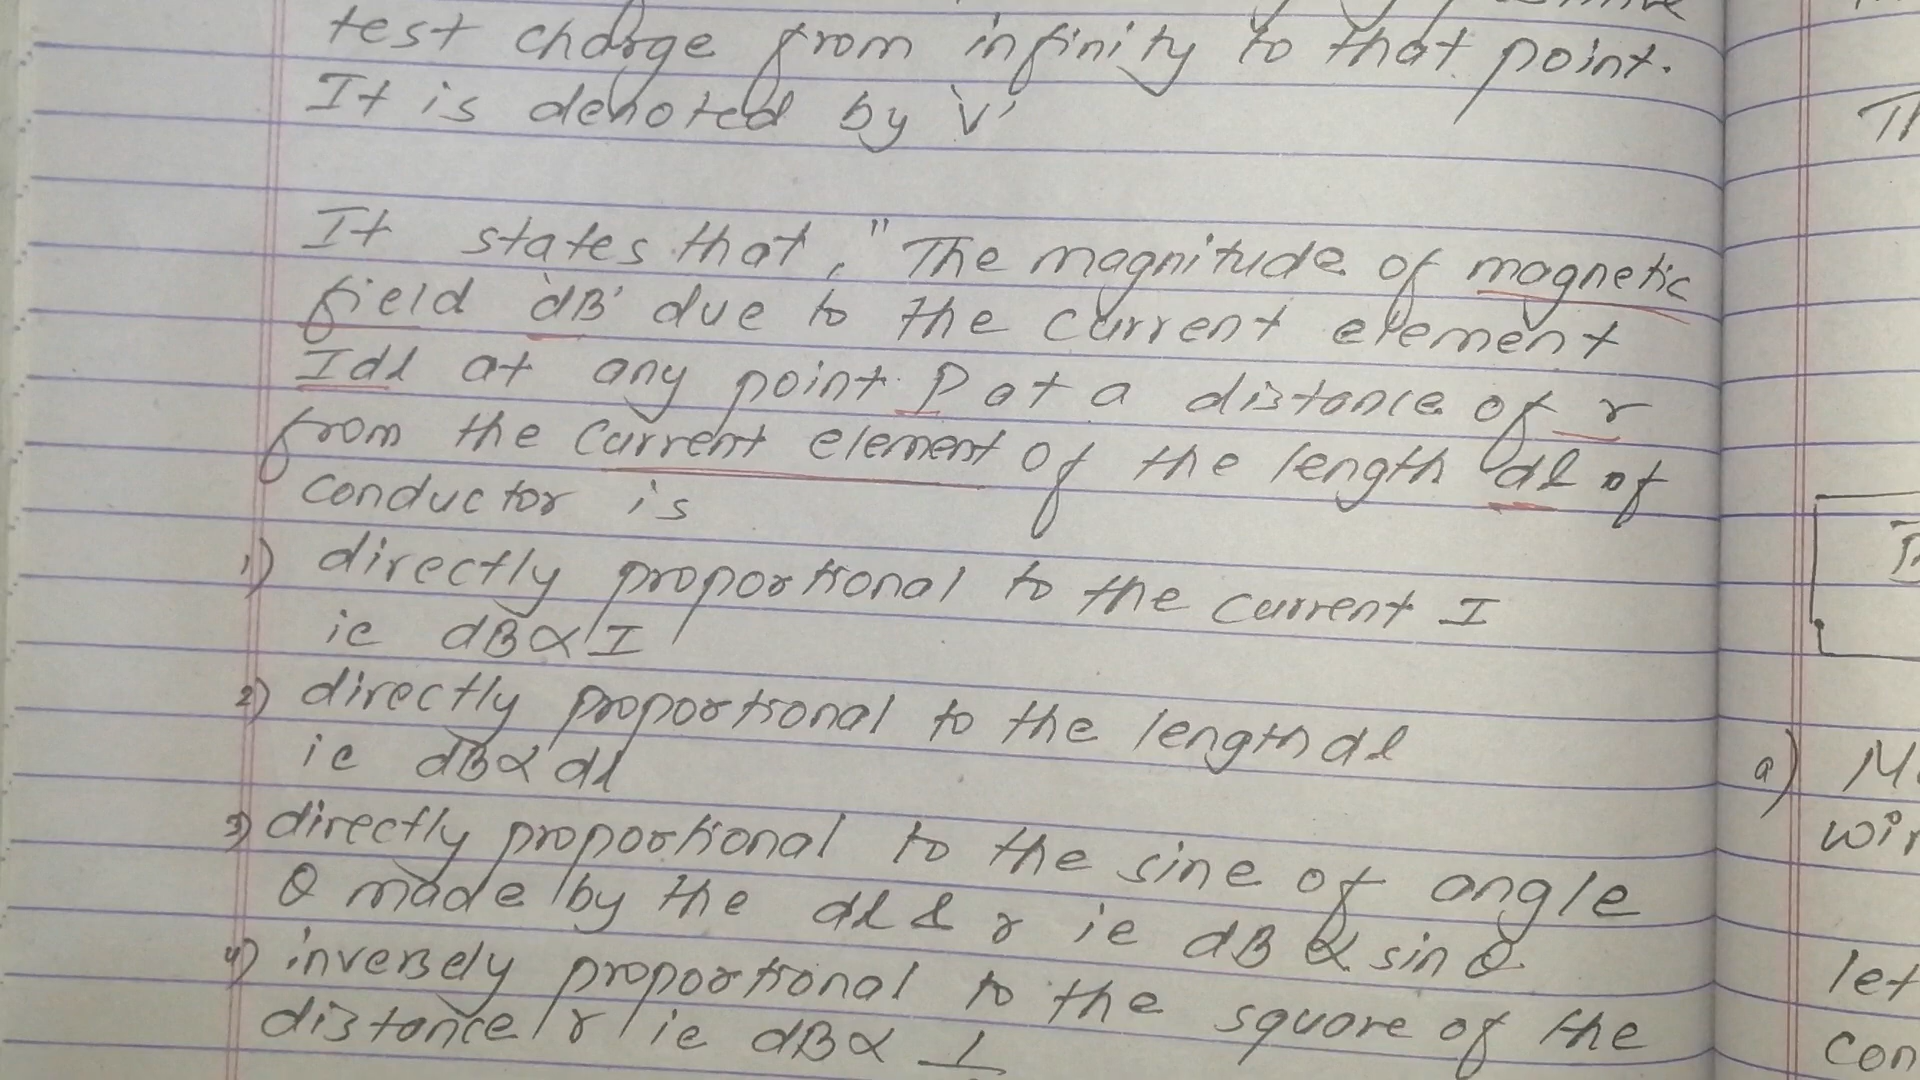 test charge from infinity to that point.
It is denoted by 'V'
It states that, "The magnitude of magnetic
field 'dB' due to the current element
Idl at any point P at a distance of r
from the current element of the length dl of
conductor is
1) directly proportional to the current I
ie dB∝I
2) directly proportional to the length dl
ie dB∝dl
3) directly proportional to the sine of angle
θ made by the dl & r ie dB ∝ sin θ
4) inversely proportional to the square of the
distance r ie dB∝ 1
a) M
let
con